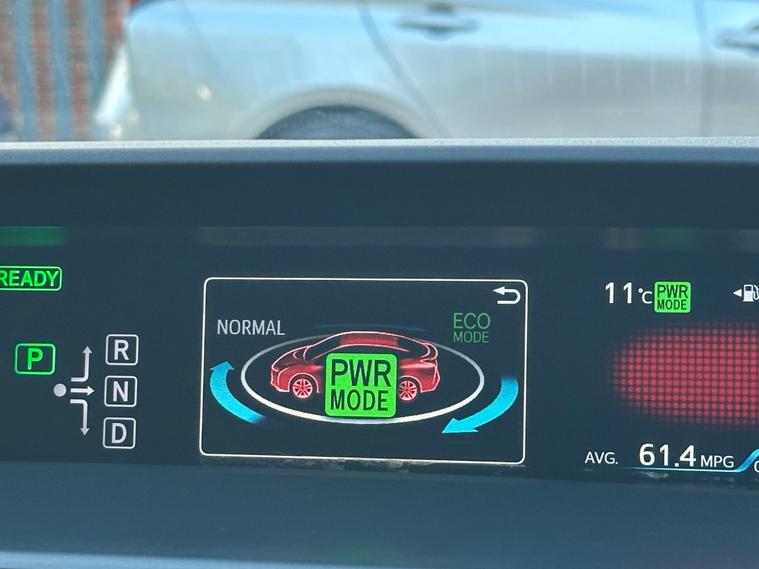 READY
P
R
N
D
NORMAL
ECO
MODE
PWR
MODE
11°C
PWR
MODE
AVG. 61.4 MPG